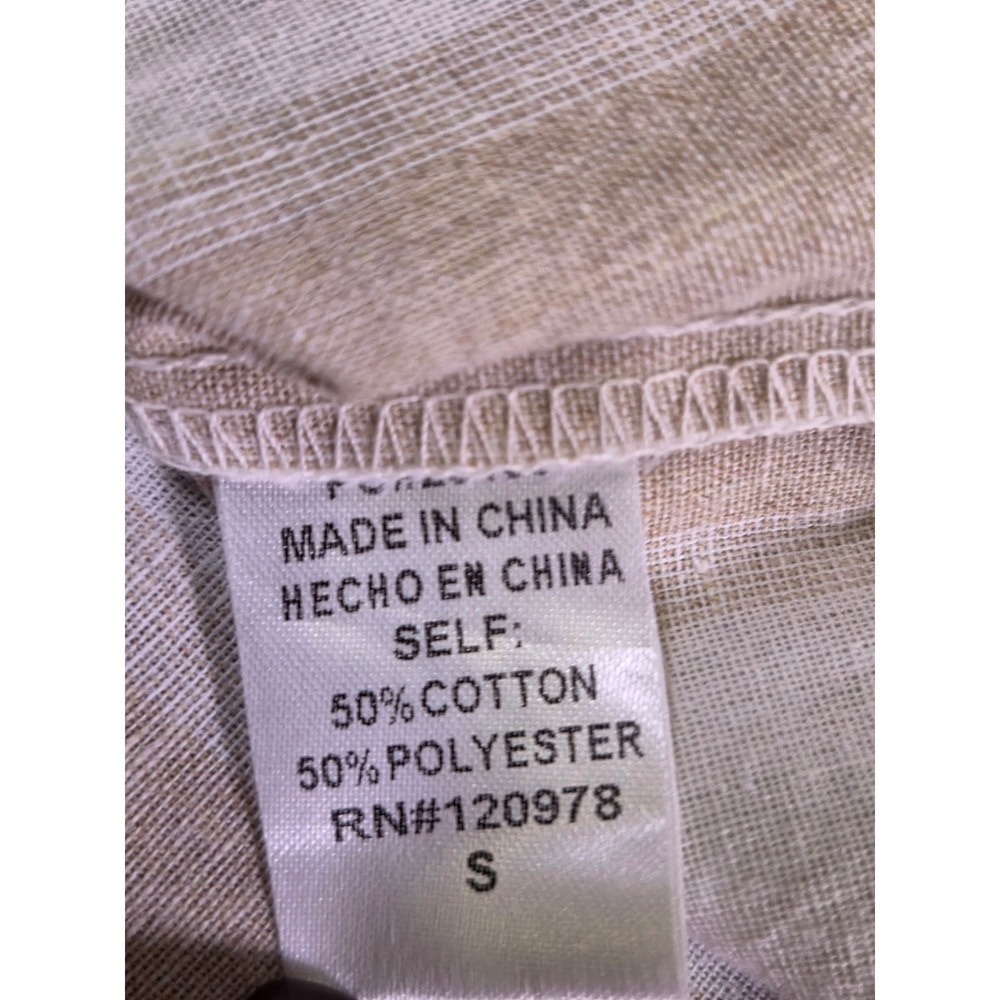 MADE IN CHINA
HECHO EN CHINA
SELF:
50% COTTON
50% POLYESTER
RN#120978
S